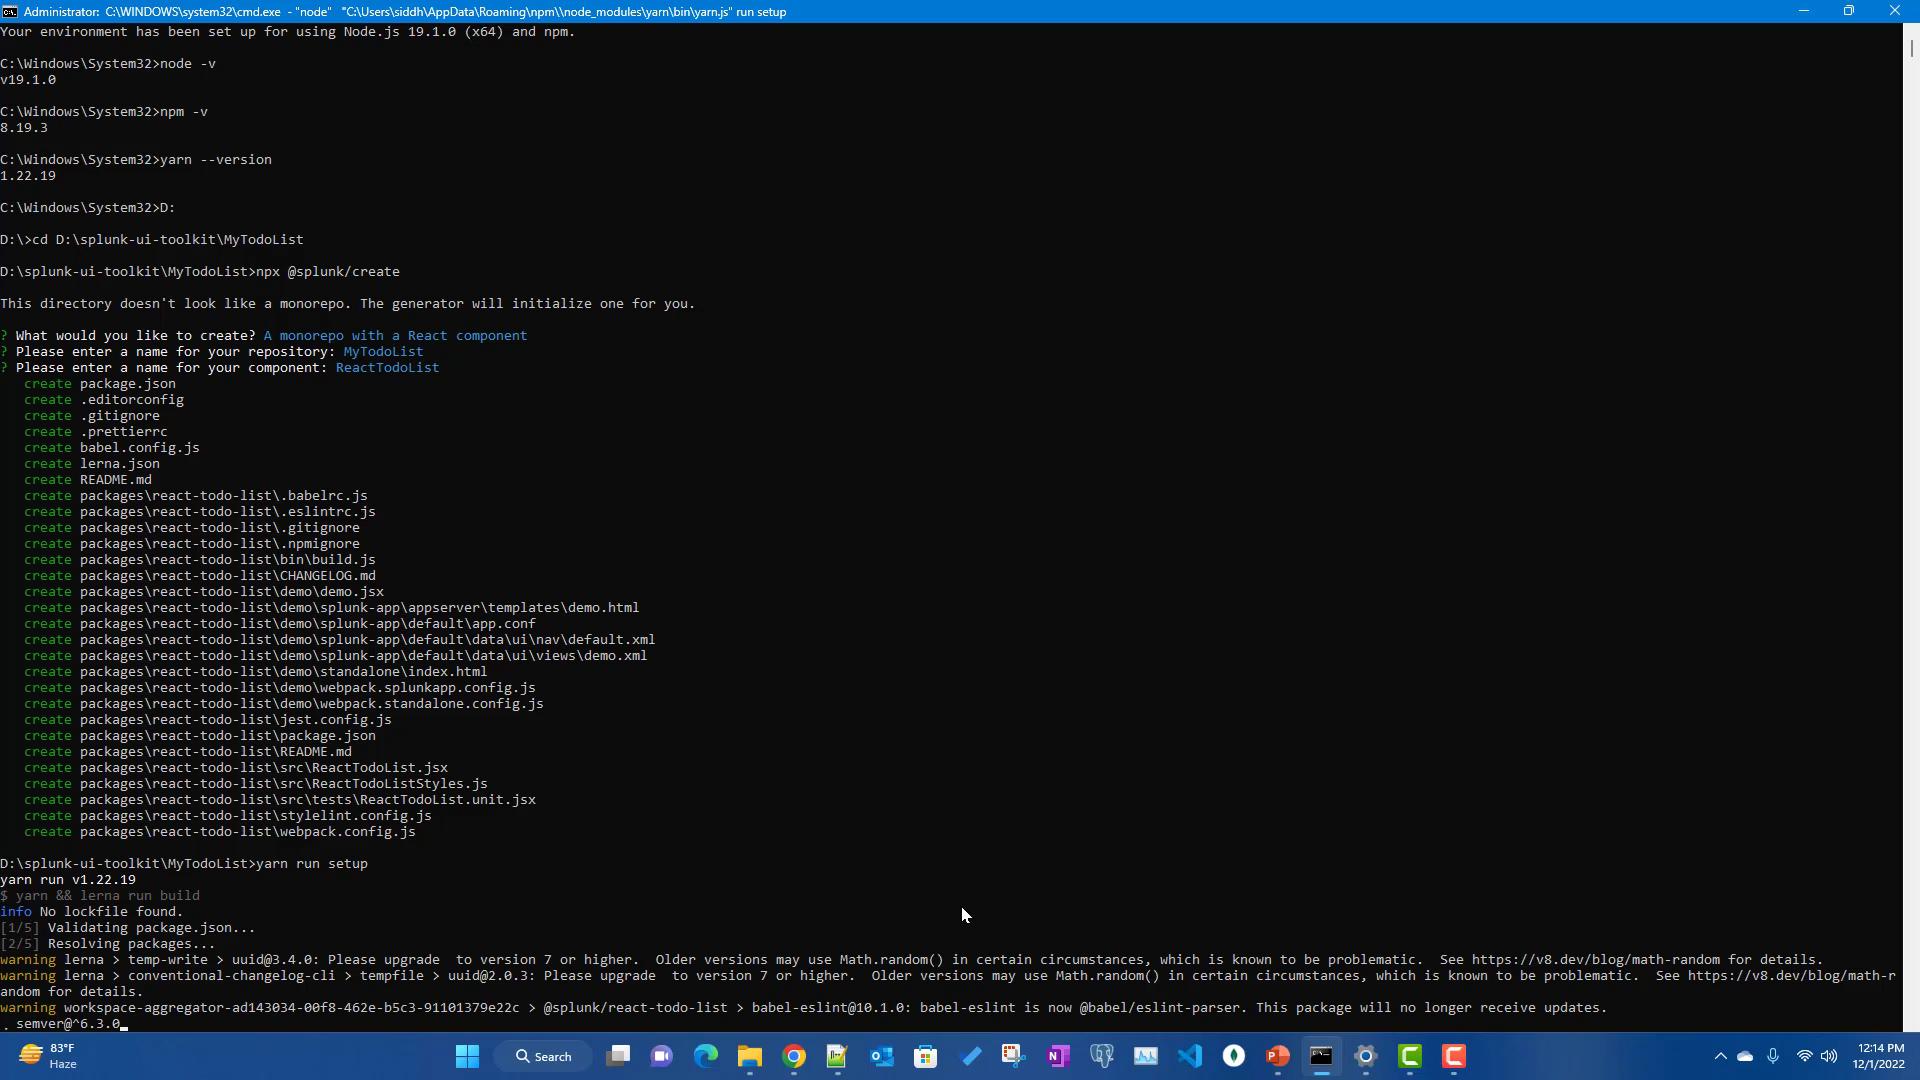 Administrator: C:\WINDOWS\system32\cmd.exe - "node" "C:\Users\siddh\AppData\Roaming\npm\\node_modules\yarn\bin\yarn.js" run setup
Your environment has been set up for using Node.js 19.1.0 (x64) and npm.
C:\Windows\System32>node -v
v19.1.0
C:\Windows\System32>npm -v
8.19.3
C:\Windows\System32>yarn --version
1.22.19
C:\Windows\System32>D:
D:\>cd D:\splunk-ui-toolkit\MyTodoList
D:\splunk-ui-toolkit\MyTodoList>npx @splunk/create
This directory doesn't look like a monorepo. The generator will initialize one for you.
? What would you like to create? A monorepo with a React component
? Please enter a name for your repository: MyTodoList
? Please enter a name for your component: ReactTodoList
create package.json
create .editorconfig
create .gitignore
create .prettierrc
create babel.config.js
create lerna.json
create README.md
create packages\react-todo-list\.babelrc.js
create packages\react-todo-list\.eslintrc.js
create packages\react-todo-list\.gitignore
create packages\react-todo-list\.npmignore
create packages\react-todo-list\bin\build.js
create packages\react-todo-list\CHANGELOG.md
create packages\react-todo-list\demo\demo.jsx
create packages\react-todo-list\demo\splunk-app\appserver\templates\demo.html
create packages\react-todo-list\demo\splunk-app\default\app.conf
create packages\react-todo-list\demo\splunk-app\default\data\ui\nav\default.xml
create packages\react-todo-list\demo\splunk-app\default\data\ui\views\demo.xml
create packages\react-todo-list\demo\standalone\index.html
create packages\react-todo-list\demo\webpack.splunkapp.config.js
create packages\react-todo-list\demo\webpack.standalone.config.js
create packages\react-todo-list\jest.config.js
create packages\react-todo-list\package.json
create packages\react-todo-list\README.md
create packages\react-todo-list\src\ReactTodoList.jsx
create packages\react-todo-list\src\ReactTodoListStyles.js
create packages\react-todo-list\src\tests\ReactTodoList.unit.jsx
create packages\react-todo-list\stylelint.config.js
create packages\react-todo-list\webpack.config.js
D:\splunk-ui-toolkit\MyTodoList>yarn run setup
yarn run v1.22.19
$ yarn && lerna run build
info No lockfile found.
[1/5] Validating package.json...
[2/5] Resolving packages...
warning lerna > temp-write > uuid@3.4.0: Please upgrade  to version 7 or higher.  Older versions may use Math.random() in certain circumstances, which is known to be problematic.  See https://v8.dev/blog/math-random for details.
warning lerna > conventional-changelog-cli > tempfile > uuid@2.0.3: Please upgrade  to version 7 or higher.  Older versions may use Math.random() in certain circumstances, which is known to be problematic.  See https://v8.dev/blog/math-r
andom for details.
warning workspace-aggregator-ad143034-00f8-462e-b5c3-91101379e22c > @splunk/react-todo-list > babel-eslint@10.1.0: babel-eslint is now @babel/eslint-parser. This package will no longer receive updates.
. semver@^6.3.0
83°F
Haze
Search
12:14 PM
12/1/2022